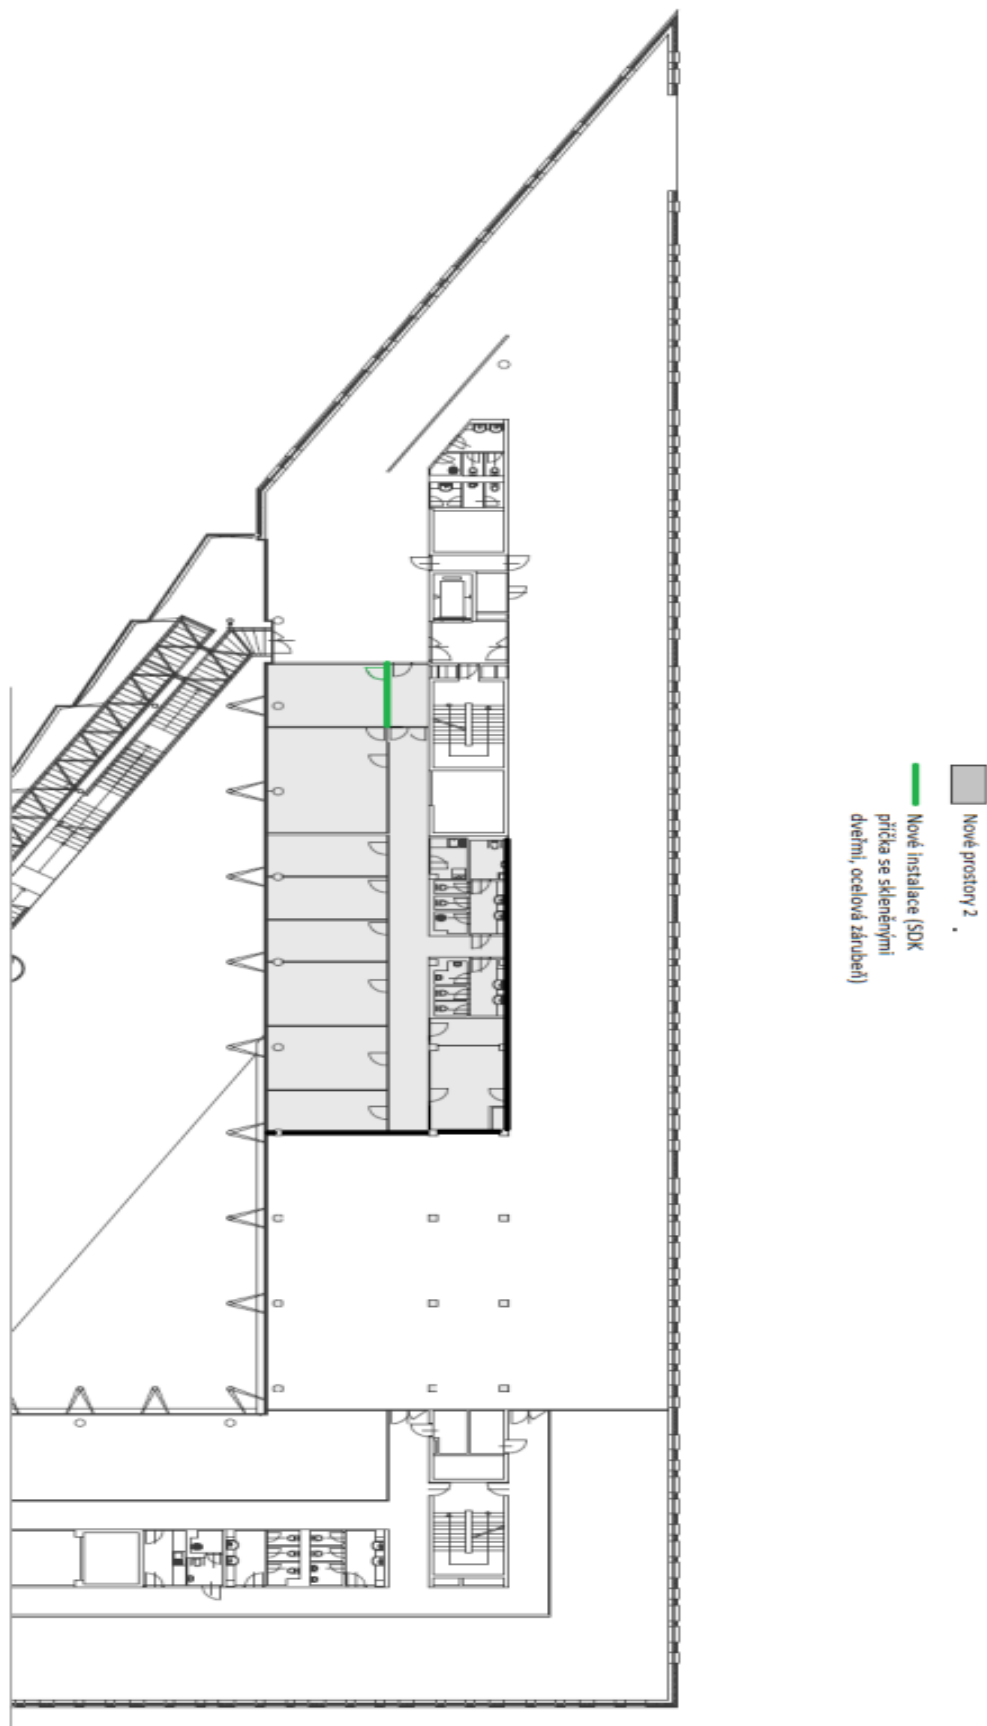 Nové prostory 2
.
Nové instalace (SDK
příčka se skleněnými
dveřmi, ocelová zárubeň)